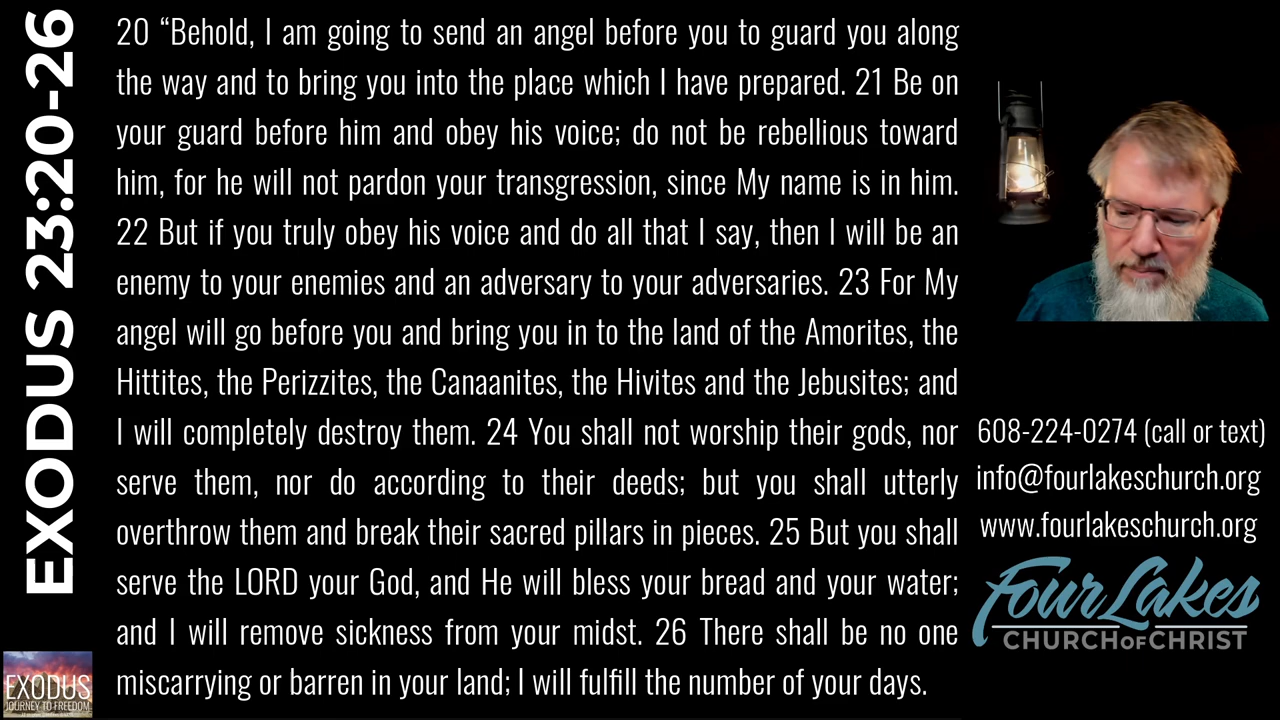 EXODUS 23:20-26
20 “Behold, I am going to send an angel before you to guard you along
the way and to bring you into the place which I have prepared. 21 Be on
your guard before him and obey his voice; do not be rebellious toward
him, for he will not pardon your transgression, since My name is in him.
22 But if you truly obey his voice and do all that I say, then I will be an
enemy to your enemies and an adversary to your adversaries. 23 For My
angel will go before you and bring you in to the land of the Amorites, the
Hittites, the Perizzites, the Canaanites, the Hivites and the Jebusites; and
I will completely destroy them. 24 You shall not worship their gods, nor
serve them, nor do according to their deeds; but you shall utterly
overthrow them and break their sacred pillars in pieces. 25 But you shall
serve the LORD your God, and He will bless your bread and your water;
and I will remove sickness from your midst. 26 There shall be no one
miscarrying or barren in your land; I will fulfill the number of your days.
608-224-0274 (call or text)
info@fourlakeschurch.org
www.fourlakeschurch.org
Four Lakes
CHURCH OF CHRIST
EXODUS
JOURNEY TO FREEDOM